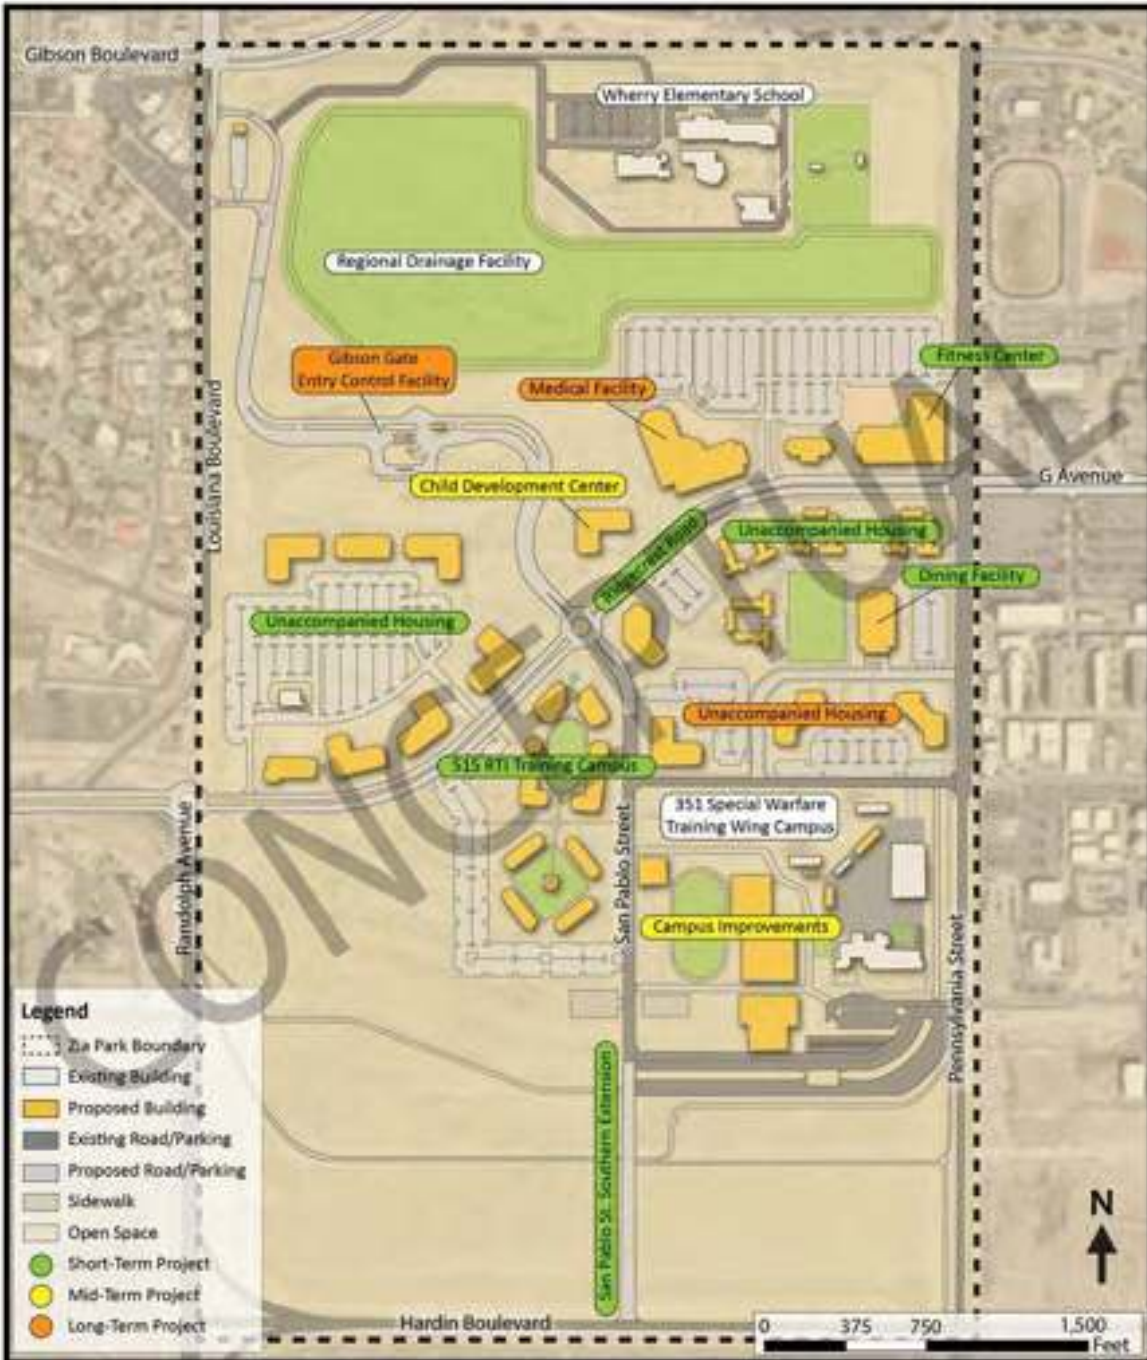 Gibson Boulevard
Wherry Elementary School
Regional Drainage Facility
Gibson Gate
Entry Control Facility
Medical Facility
Fitness Center
Louisiana Boulevard
Child Development Center
G Avenue
Ridgecrest Road
Unaccompanied Housing
Dining Facility
Unaccompanied Housing
Unaccompanied Housing
515 RTI Training Campus
351 Special Warfare
Training Wing Campus
Randolph Avenue
San Pablo Street
Campus Improvements
Pennsylvania Street
San Pablo St. Southern Extension
CONCEPTUAL
Legend
Zia Park Boundary
Existing Building
Proposed Building
Existing Road/Parking
Proposed Road/Parking
Sidewalk
Open Space
Short-Term Project
Mid-Term Project
Long-Term Project
Hardin Boulevard
N
0 375 750 1,500
Feet